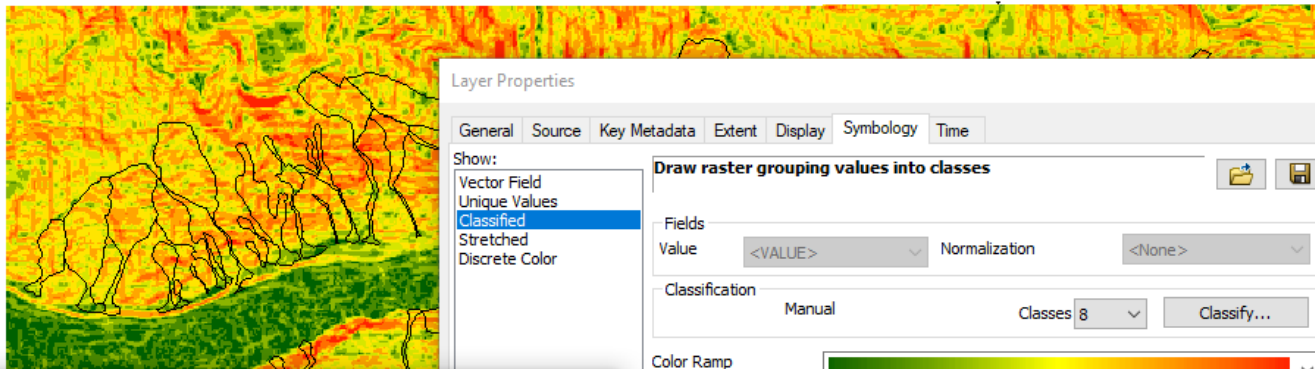 Layer Properties
General Source Key Metadata Extent Display Symbology Time
Show:
Vector Field
Unique Values
Classified
Stretched
Discrete Color
Draw raster grouping values into classes
Fields
Value <VALUE> Normalization <None>
Classification
Manual Classes 8 Classify...
Color Ramp